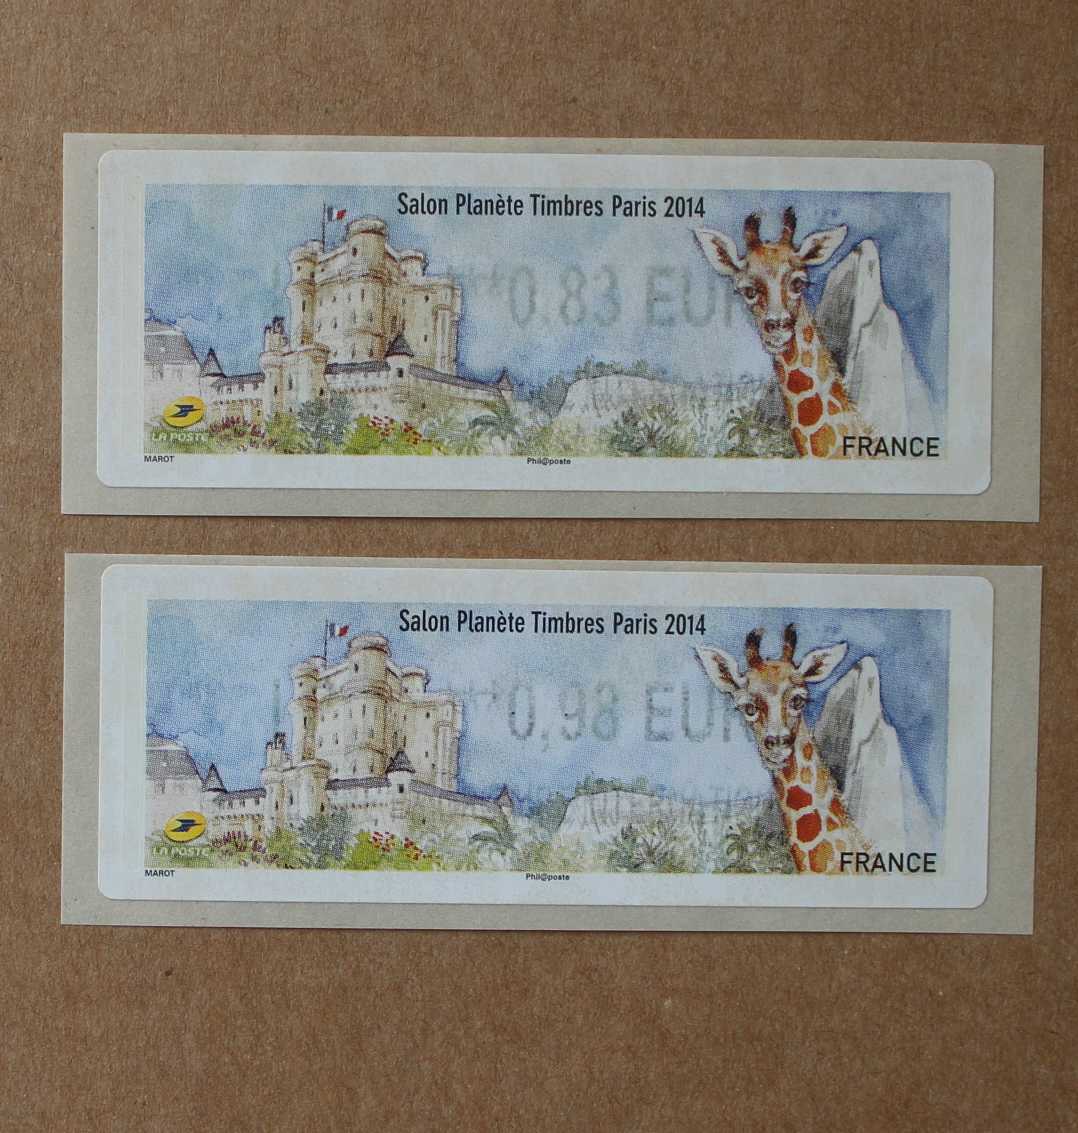 Salon Planète Timbres Paris 2014
*0,83 EUR
LA POSTE
FRANCE
MAROT
Phil@poste
Salon Planète Timbres Paris 2014
*0,98 EUR
LA POSTE
FRANCE
MAROT
Phil@poste